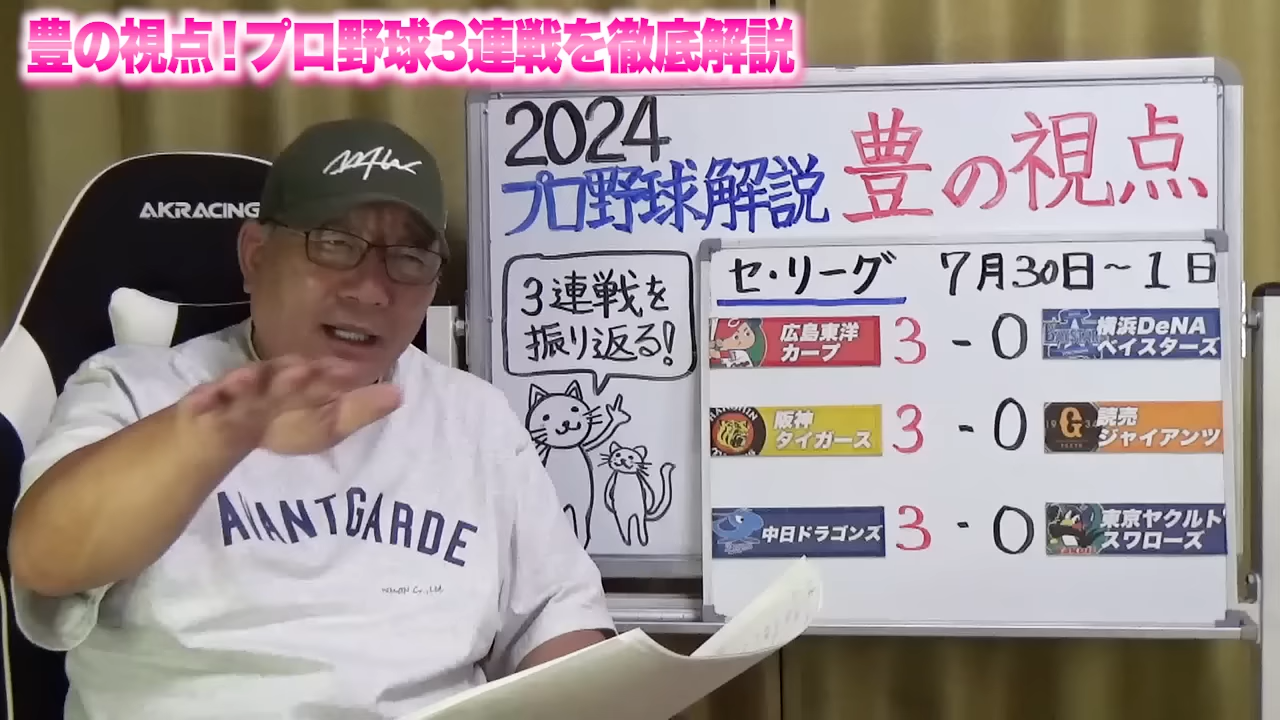 豊の視点！プロ野球3連戦を徹底解説
2024
プロ野球解説 豊の視点
AKRACING
3連戦を
振り返る!
セ・リーグ 7月30日~1日
広島東洋
カープ
3 - 0
横浜DeNA
ベイスターズ
阪神
タイガース
3 - 0
読売
ジャイアンツ
中日ドラゴンズ
3 - 0
東京ヤクルト
スワローズ
AVANTGARDE